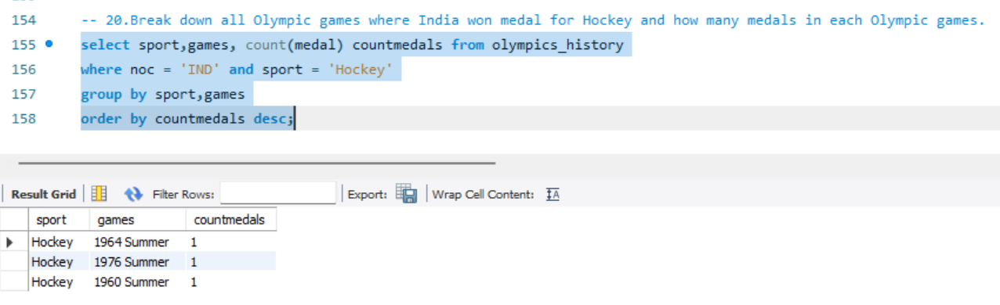 154 -- 20.Break down all Olympic games where India won medal for Hockey and how many medals in each Olympic games.
155 select sport,games, count(medal) countmedals from olympics_history
156 where noc = 'IND' and sport = 'Hockey'
157 group by sport,games
158 order by countmedals desc;
Result Grid Filter Rows: Export: Wrap Cell Content: IA
sport games countmedals
Hockey 1964 Summer 1
Hockey 1976 Summer 1
Hockey 1960 Summer 1